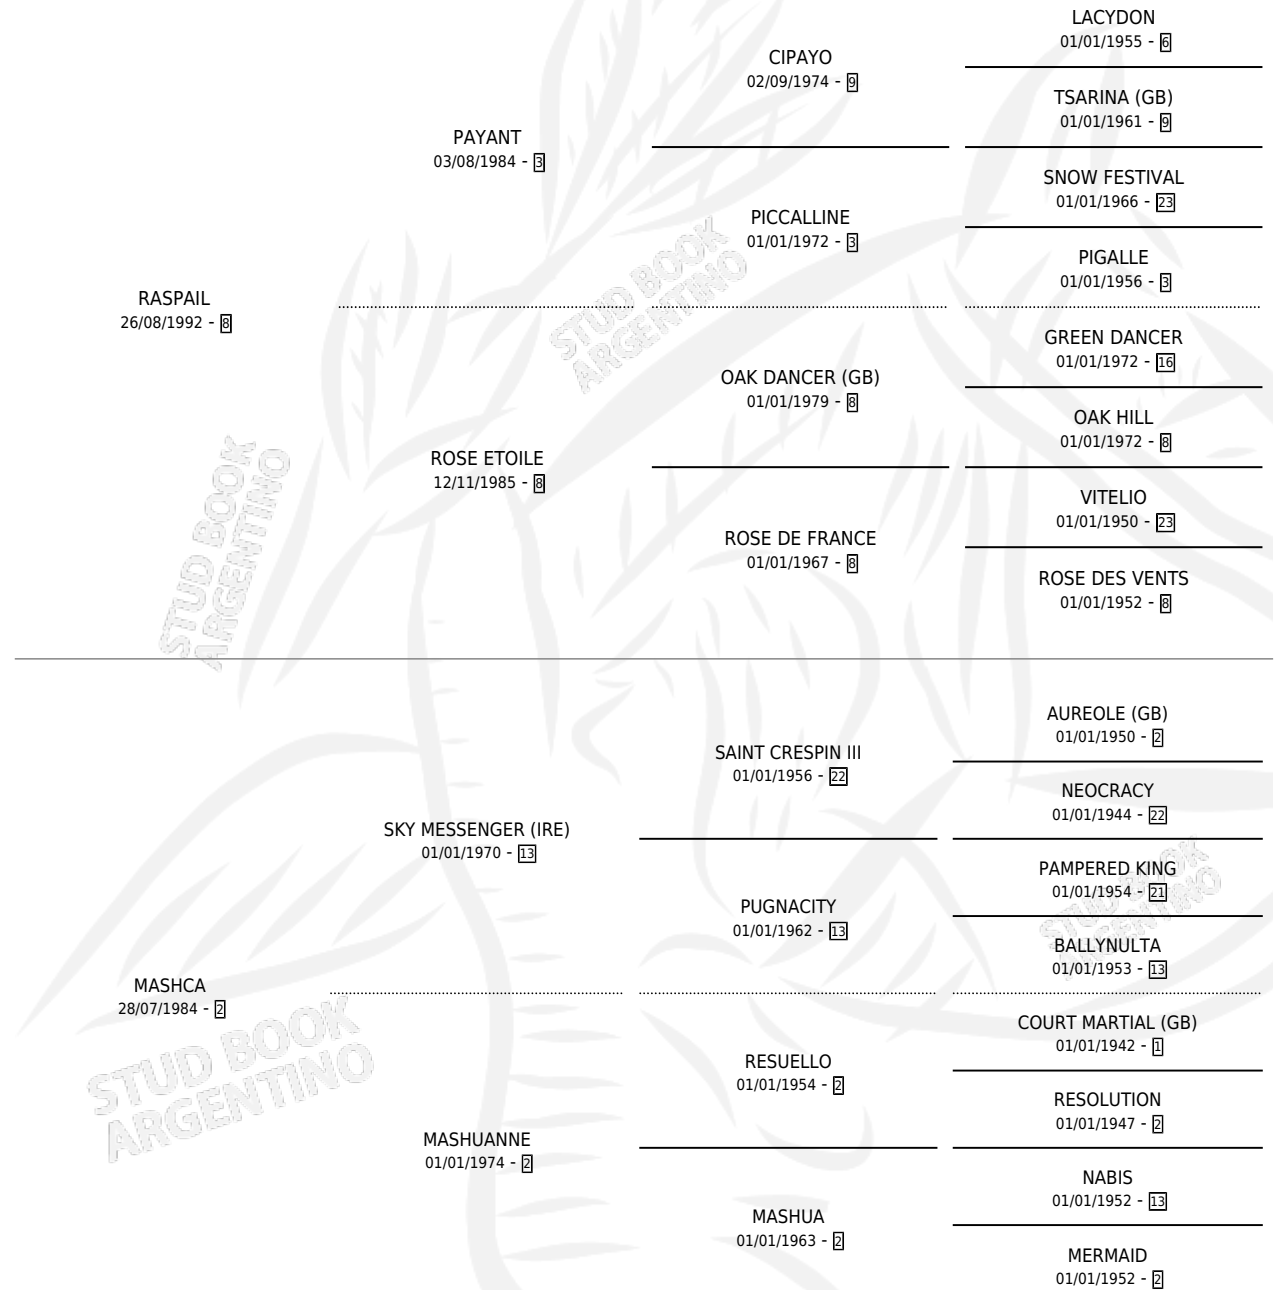 LACYDON
01/01/1955 - 6
CIPAYO
02/09/1974 - 9
TSARINA (GB)
01/01/1961 - 9
PAYANT
03/08/1984 - 3
SNOW FESTIVAL
01/01/1966 - 23
PICCALLINE
01/01/1972 - 3
PIGALLE
01/01/1956 - 3
RASPAIL
26/08/1992 - 8
GREEN DANCER
01/01/1972 - 16
OAK DANCER (GB)
01/01/1979 - 8
OAK HILL
01/01/1972 - 8
ROSE ETOILE
12/11/1985 - 8
VITELIO
01/01/1950 - 23
ROSE DE FRANCE
01/01/1967 - 8
ROSE DES VENTS
01/01/1952 - 8
AUREOLE (GB)
01/01/1950 - 2
SAINT CRESPIN III
01/01/1956 - 22
NEOCRACY
01/01/1944 - 22
SKY MESSENGER (IRE)
01/01/1970 - 13
PAMPERED KING
01/01/1954 - 21
PUGNACITY
01/01/1962 - 13
BALLYNULTA
01/01/1953 - 13
MASHCA
28/07/1984 - 2
COURT MARTIAL (GB)
01/01/1942 - 1
RESUELLO
01/01/1954 - 2
RESOLUTION
01/01/1947 - 2
MASHUANNE
01/01/1974 - 2
NABIS
01/01/1952 - 13
MASHUA
01/01/1963 - 2
MERMAID
01/01/1952 - 2
STUD BOOK
ARGENTINO
STUD BOOK
ARGENTINO
STUD BOOK
ARGENTINO
STUD BOOK
ARGENTINO